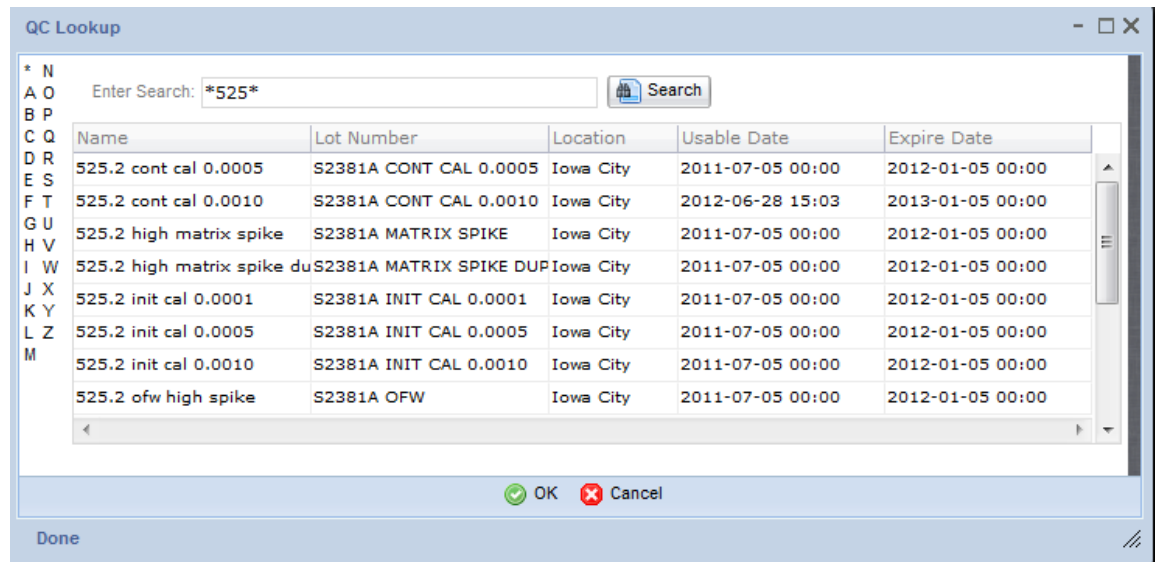 QC Lookup
* N
A O
B P
C Q
D R
E S
F T
G U
H V
I W
J X
K Y
L Z
M
Enter Search: *525* Search
Name Lot Number Location Usable Date Expire Date
525.2 cont cal 0.0005 S2381A CONT CAL 0.0005 Iowa City 2011-07-05 00:00 2012-01-05 00:00
525.2 cont cal 0.0010 S2381A CONT CAL 0.0010 Iowa City 2012-06-28 15:03 2013-01-05 00:00
525.2 high matrix spike S2381A MATRIX SPIKE Iowa City 2011-07-05 00:00 2012-01-05 00:00
525.2 high matrix spike du S2381A MATRIX SPIKE DUP Iowa City 2011-07-05 00:00 2012-01-05 00:00
525.2 init cal 0.0001 S2381A INIT CAL 0.0001 Iowa City 2011-07-05 00:00 2012-01-05 00:00
525.2 init cal 0.0005 S2381A INIT CAL 0.0005 Iowa City 2011-07-05 00:00 2012-01-05 00:00
525.2 init cal 0.0010 S2381A INIT CAL 0.0010 Iowa City 2011-07-05 00:00 2012-01-05 00:00
525.2 ofw high spike S2381A OFW Iowa City 2011-07-05 00:00 2012-01-05 00:00
OK Cancel
Done